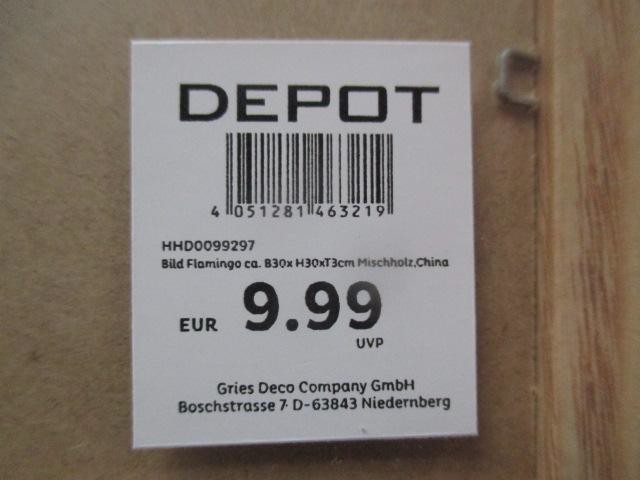 DEPOT
4 051281 463219
HHD0099297
Bild Flamingo ca. B30x H30xT3cm Mischholz,China
EUR 9.99
UVP
Gries Deco Company GmbH
Boschstrasse 7· D-63843 Niedernberg